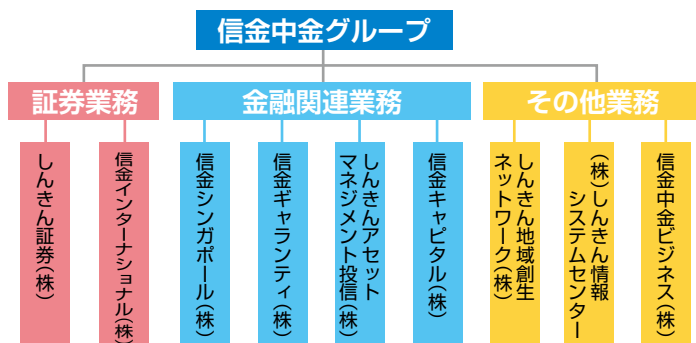 信金中金グループ
証券業務
金融関連業務
その他業務
しんきん証券(株)
信金インターナショナル(株)
信金シンガポール(株)
信金ギャランティ(株)
しんきんアセット
マネジメント投信(株)
信金キャピタル(株)
しんきん地域創生
ネットワーク(株)
(株)しんきん情報
システムセンター
信金中金ビジネス(株)